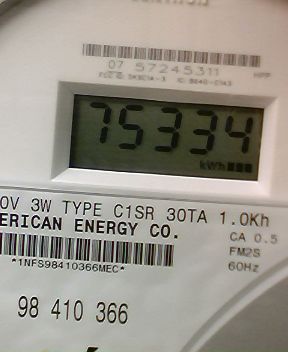 07 57245311
HPP
75334
kWh
0V 3W TYPE C1SR 30TA 1.0Kh
ERICAN ENERGY CO.
CA 0.5
FM2S
60Hz
*1NFS98410366MEC*
98 410 366